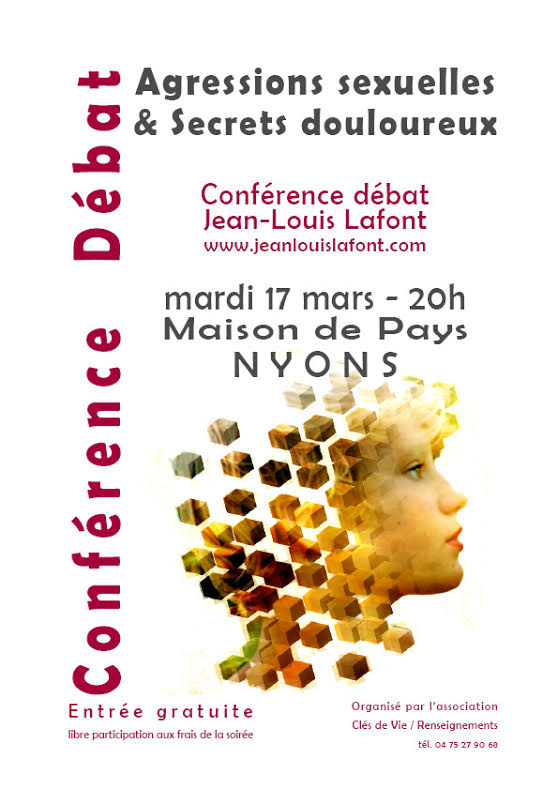 Conférence Débat
Agressions sexuelles
& Secrets douloureux
Conférence débat
Jean-Louis Lafont
www.jeanlouislafont.com
mardi 17 mars - 20h
Maison de Pays
NYONS
Entrée gratuite
libre participation aux frais de la soirée
Organisé par l'association
Clés de Vie / Renseignements
tél. 04 75 27 90 68